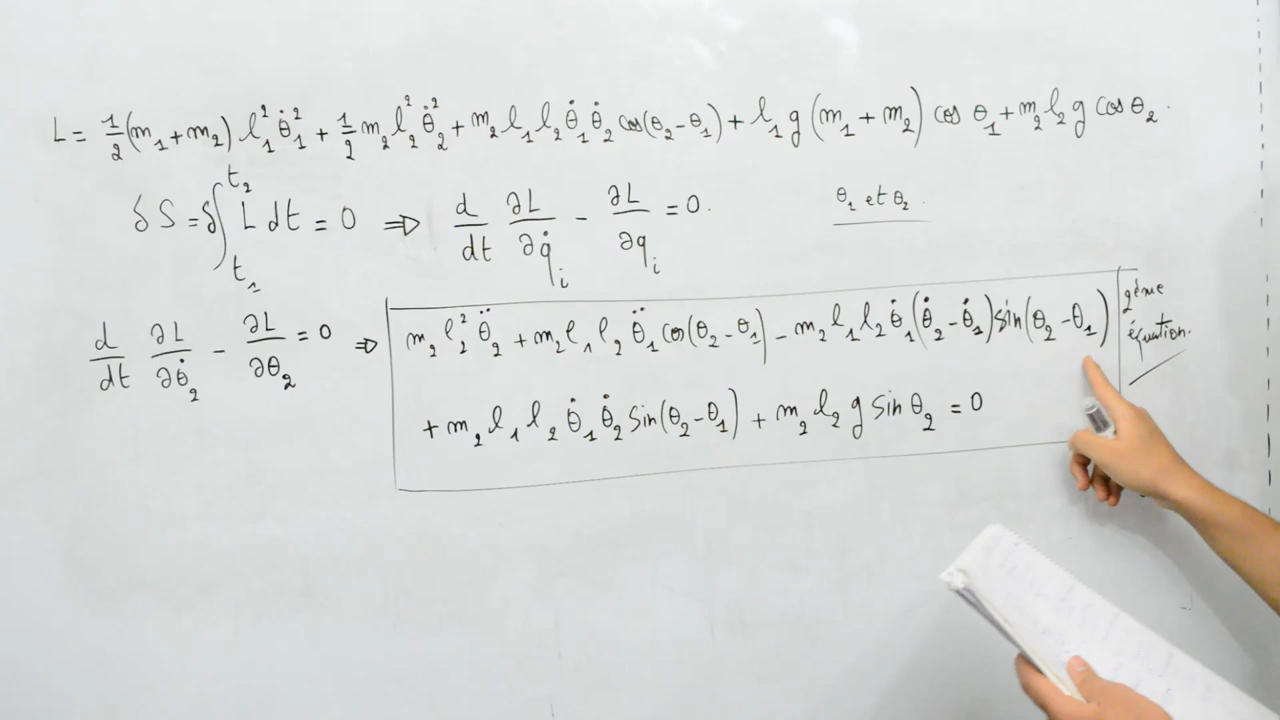 L = 1/2 (m₁ + m₂) l₁² θ̇₁² + 1/2 m₂ l₂² θ̇₂² + m₂ l₁ l₂ θ̇₁ θ̇₂ cos(θ₂ - θ₁) + l₁ g (m₁ + m₂) cos θ₁ + m₂ l₂ g cos θ₂.
δS = δ∫_{t₁}^{t₂} L dt = 0 ⇒ d/dt ∂L/∂q̇ᵢ - ∂L/∂qᵢ = 0. θ₁ et θ₂.
d/dt ∂L/∂θ̇₂ - ∂L/∂θ₂ = 0 ⇒ m₂ l₂² θ̈₂ + m₂ l₁ l₂ θ̈₁ cos(θ₂ - θ₁) - m₂ l₁ l₂ θ̇₁ (θ̇₂ - θ̇₁) sin(θ₂ - θ₁)
2éme
équation.
+ m₂ l₁ l₂ θ̇₁ θ̇₂ sin(θ₂ - θ₁) + m₂ l₂ g sin θ₂ = 0